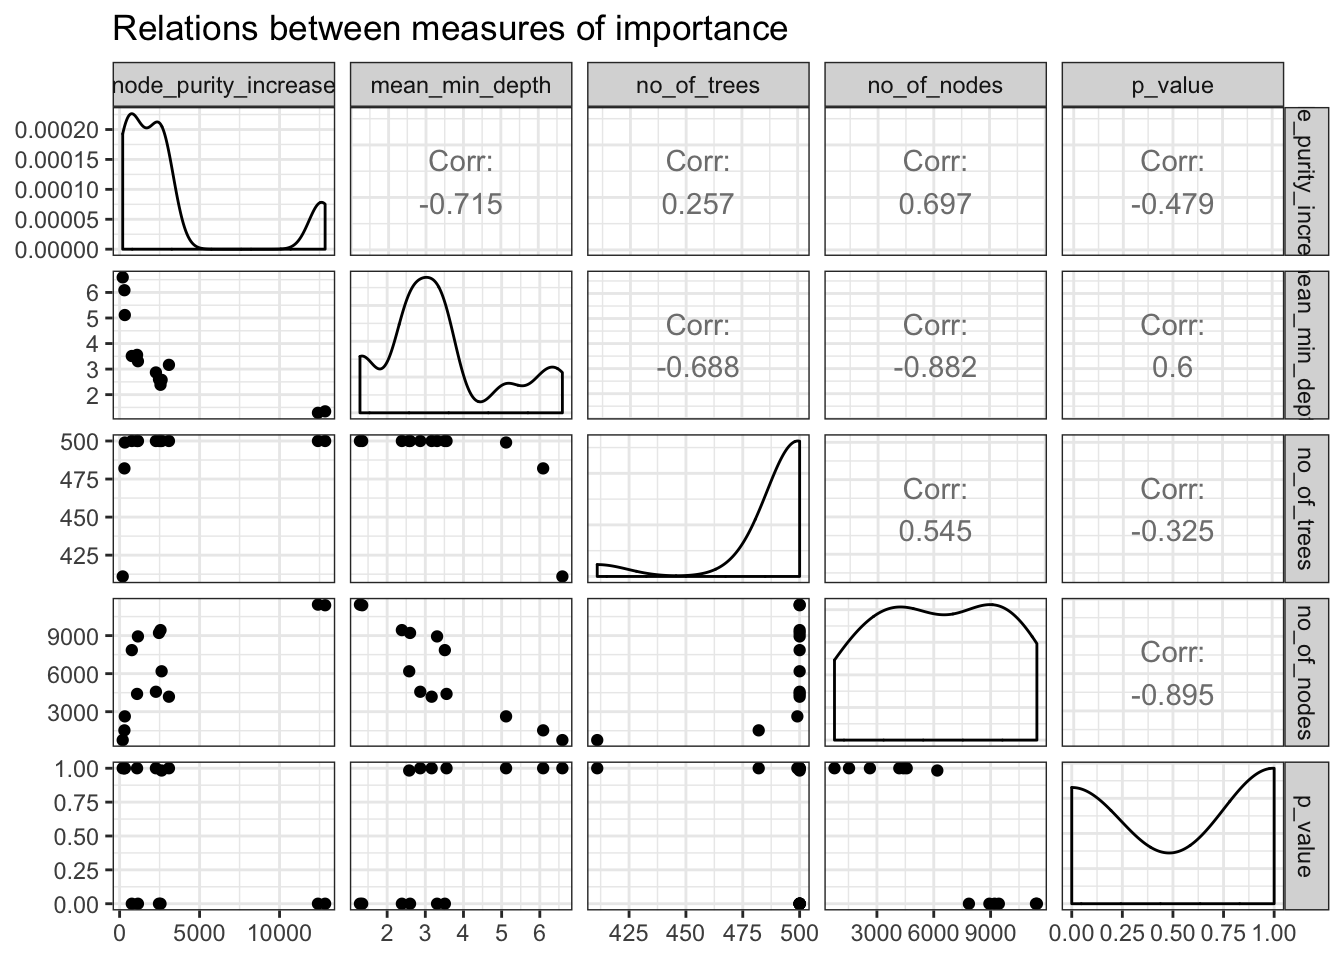 Relations between measures of importance
node_purity_increase mean_min_depth no_of_trees no_of_nodes p_value
0.00020
0.00015
0.00010
0.00005
0.00000
Corr:
-0.715
Corr:
0.257
Corr:
0.697
Corr:
-0.479
e_purity_incre
6
5
4
3
2
Corr:
-0.688
Corr:
-0.882
Corr:
0.6
mean_min_dept
500
475
450
425
Corr:
0.545
Corr:
-0.325
no_of_trees
9000
6000
3000
Corr:
-0.895
no_of_nodes
1.00
0.75
0.50
0.25
0.00
p_value
0 5000 10000 2 3 4 5 6 425 450 475 500 3000 6000 9000 0.00 0.25 0.50 0.75 1.00